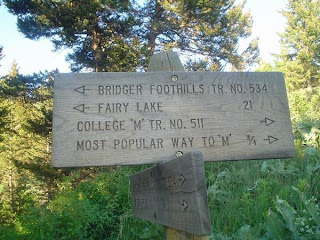 BRIDGER FOOTHILLS TR. NO. 534
FAIRY LAKE 21
COLLEGE "M" TR. NO. 511
MOST POPULAR WAY TO "M" ¾